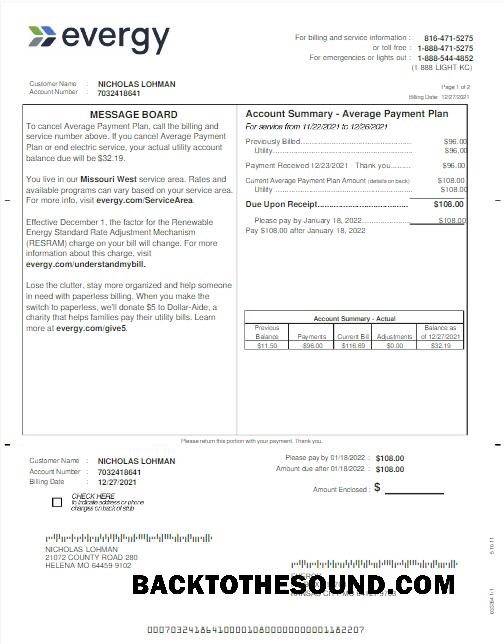 evergy
For billing and service information : 816-471-5275
or toll free : 1-888-471-5275
For emergencies or lights out : 1-888-544-4852
(1 888 LIGHT KC)
Customer Name : NICHOLAS LOHMAN
Account Number : 7032418641
Page 1 of 2
Billing Date: 12/27/2021
MESSAGE BOARD
To cancel Average Payment Plan, call the billing and
service number above. If you cancel Average Payment
Plan or end electric service, your actual utility account
balance due will be $32.19.
You live in our Missouri West service area. Rates and
available programs can vary based on your service area.
For more info, visit evergy.com/ServiceArea.
Effective December 1, the factor for the Renewable
Energy Standard Rate Adjustment Mechanism
(RESRAM) charge on your bill will change. For more
information about this charge, visit
evergy.com/understandmybill.
Lose the clutter, stay more organized and help someone
in need with paperless billing. When you make the
switch to paperless, we'll donate $5 to Dollar-Aide, a
charity that helps families pay their utility bills. Learn
more at evergy.com/give5.
Account Summary - Average Payment Plan
For service from 11/22/2021 to 12/26/2021
Previously Billed $96.00
Utility $96.00
Payment Received 12/23/2021 - Thank you $96.00
Current Average Payment Plan Amount (details on back) $108.00
Utility $108.00
Due Upon Receipt $108.00
Please pay by January 18, 2022 $108.00
Pay $108.00 after January 18, 2022
Account Summary - Actual
Previous Balance Payments Current Bill Adjustments Balance as of 12/27/2021
$11.50 $96.00 $116.69 $0.00 $32.19
Please return this portion with your payment. Thank you.
Customer Name : NICHOLAS LOHMAN
Account Number : 7032418641
Billing Date : 12/27/2021
Please pay by 01/18/2022 : $108.00
Amount due after 01/18/2022 : $108.00
Amount Enclosed : $
CHECK HERE
to indicate address or phone
changes on back of stub
NICHOLAS LOHMAN
21072 COUNTY ROAD 280
HELENA MO 64459 9102
BACKTOTHESOUND.COM